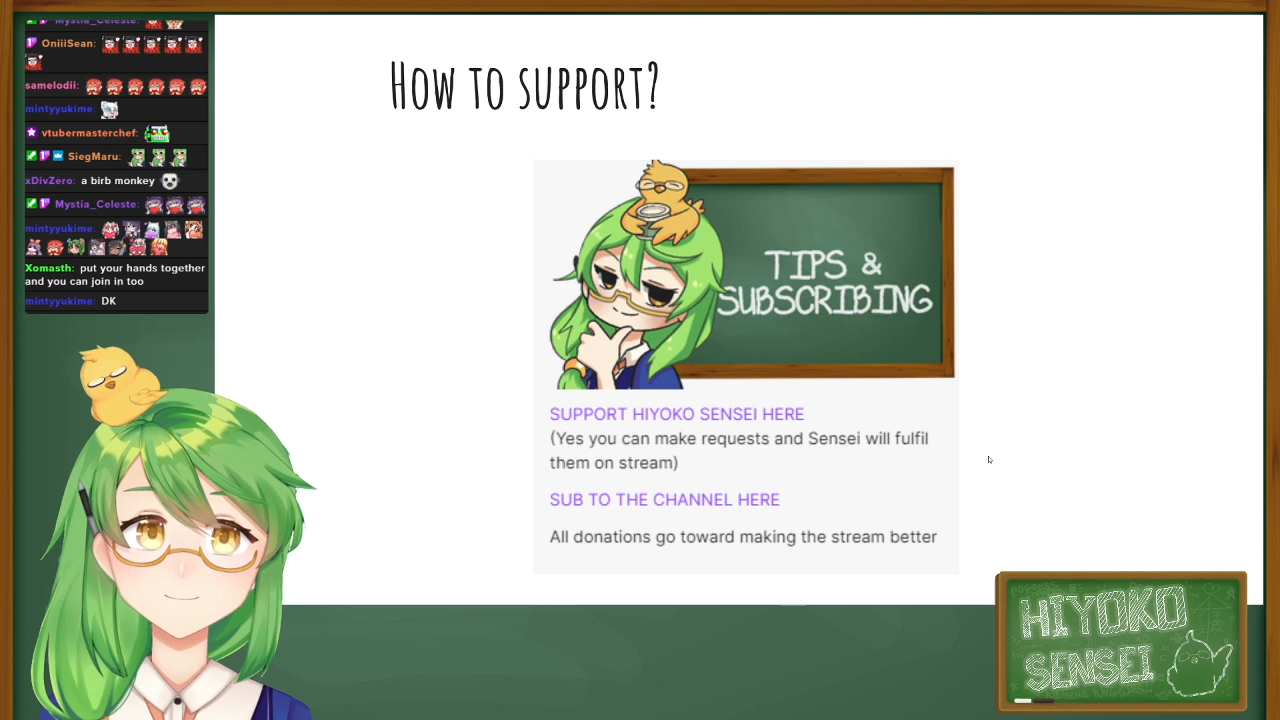 Mystia_Celeste:
OniiiSean:
samelodii:
mintyyukime:
vtubermasterchef:
SiegMaru:
xDivZero: a birb monkey
Mystia_Celeste:
mintyyukime:
Xomasth: put your hands together
and you can join in too
mintyyukime: DK
How to support?
TIPS &
SUBSCRIBING
SUPPORT HIYOKO SENSEI HERE
(Yes you can make requests and Sensei will fulfil
them on stream)
SUB TO THE CHANNEL HERE
All donations go toward making the stream better
HIYOKO
SENSEI